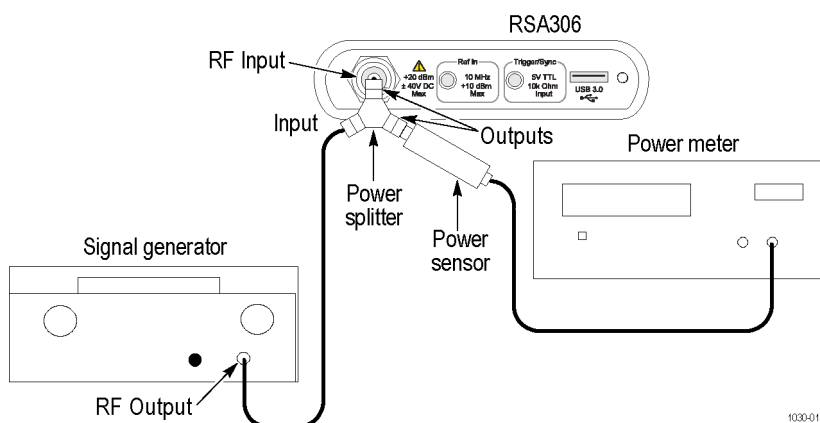 RSA306
RF Input
+20 dBm
± 40V DC
Max
Ref In
10 MHz
+10 dBm
Max
Trigger/Sync
5V TTL
10k Ohm
Input
USB 3.0
Input
Outputs
Power meter
Power
splitter
Power
sensor
Signal generator
RF Output
1030-01